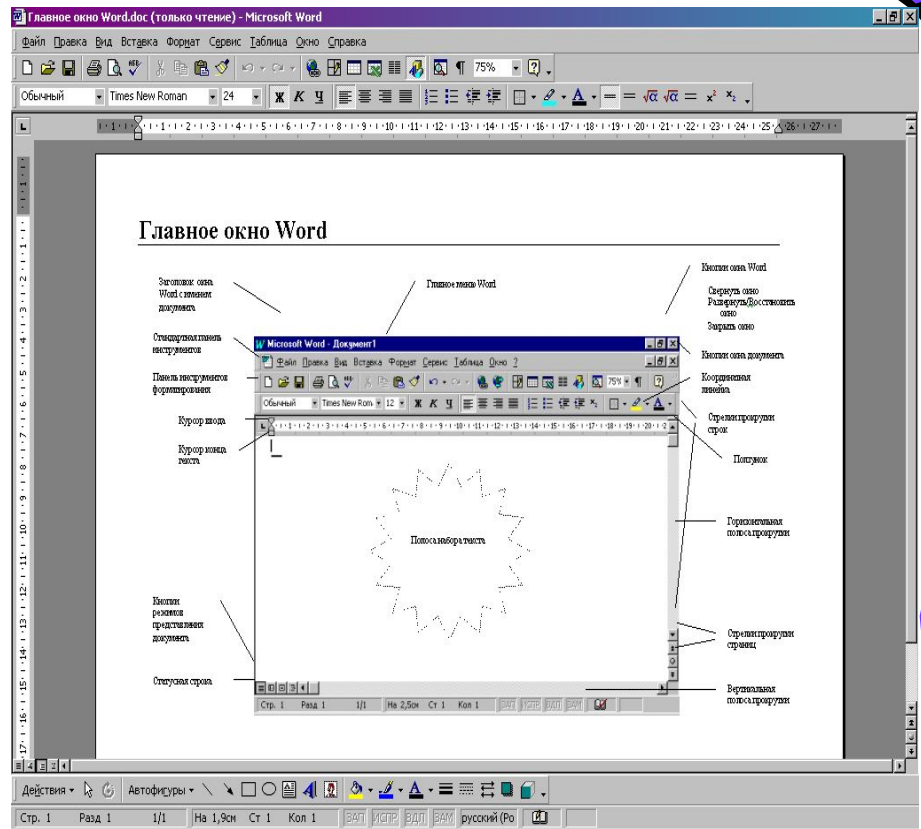 Главное окно Word.doc (только чтение) - Microsoft Word
Файл Правка Вид Вставка Формат Сервис Таблица Окно Справка
75%
Обычный Times New Roman 24 Ж К Ч
Главное окно Word
Заголовок окна
Word с именем
документа
Главное меню Word
Кнопки окна Word
Свернуть окно
Развернуть/Восстановить
окно
Закрыть окно
Стандартная панель
инструментов
Microsoft Word - Документ1
Файл Правка Вид Вставка Формат Сервис Таблица Окно ?
Кнопки окна документа
Панель инструментов
форматирования
75%
Координатная
линейка
Обычный Times New Rom 12 Ж К Ч
Курсор ввода
Стрелки прокрутки
строк
Курсор конца
текста
Ползунок
Полоса набора текста
Горизонтальная
полоса прокрутки
Кнопки
режимов
представления
документа
Стрелки прокрутки
страниц
Статусная строка
Вертикальная
полоса прокрутки
Стр. 1 Разд 1 1/1 На 2,5см Ст 1 Кол 1 ЗАП ИСПР ВДЛ ЗАМ
Действия Автофигуры
Стр. 1 Разд 1 1/1 На 1,9см Ст 1 Кол 1 ЗАП ИСПР ВДЛ ЗАМ русский (Ро